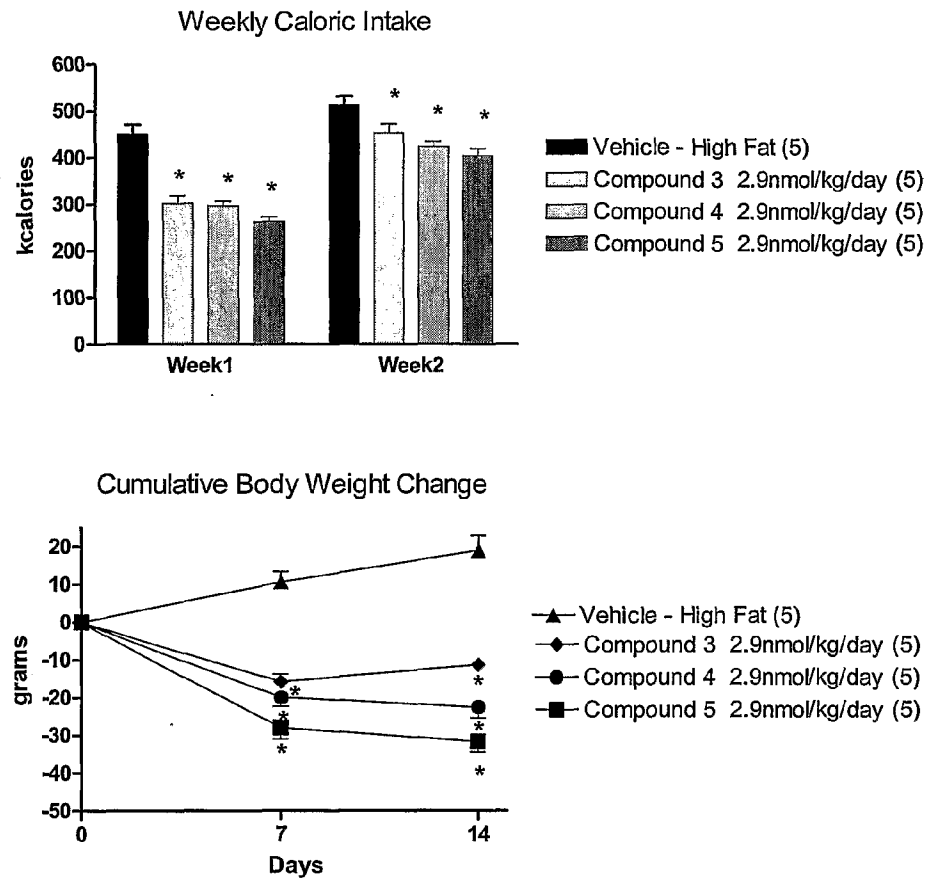 Weekly Caloric Intake
600
500
400
300
200
100
0
kcalories
* * *
* * *
Week1 Week2
Vehicle - High Fat (5)
Compound 3 2.9nmol/kg/day (5)
Compound 4 2.9nmol/kg/day (5)
Compound 5 2.9nmol/kg/day (5)
Cumulative Body Weight Change
20
10
0
-10
-20
-30
-40
-50
grams
*
*
*
*
*
*
0 7 14
Days
Vehicle - High Fat (5)
Compound 3 2.9nmol/kg/day (5)
Compound 4 2.9nmol/kg/day (5)
Compound 5 2.9nmol/kg/day (5)